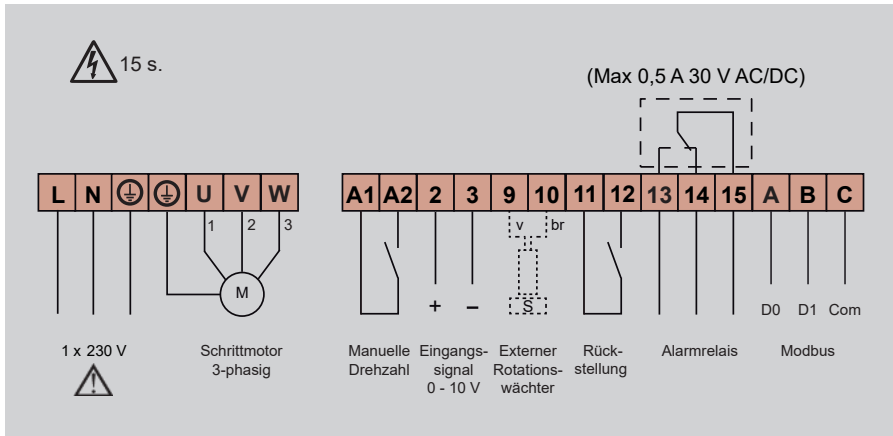 15 s.
(Max 0,5 A 30 V AC/DC)
L N U V W A1 A2 2 3 9 10 11 12 13 14 15 A B C
1 2 3 v br
M
+ – S D0 D1 Com
1 x 230 V
Schrittmotor
3-phasig
Manuelle
Drehzahl
Eingangs-
signal
0 - 10 V
Externer
Rotations-
wächter
Rück-
stellung
Alarmrelais
Modbus